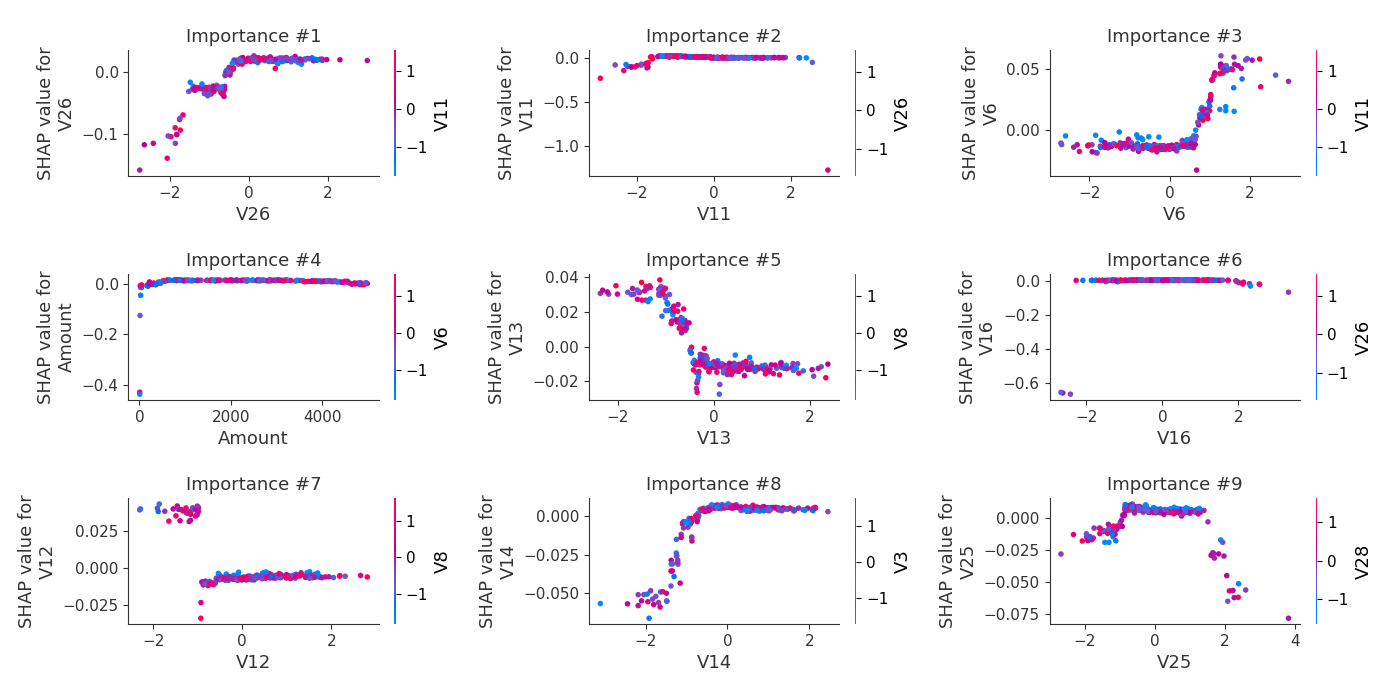 Importance #1
SHAP value for
V26
0.0
−0.1
−2
0
2
V26
1
0
−1
V11
Importance #2
SHAP value for
V11
0.0
−0.5
−1.0
−2
0
2
V11
1
0
−1
V26
Importance #3
SHAP value for
V6
0.05
0.00
−2
0
2
V6
1
0
−1
V11
Importance #4
SHAP value for
Amount
0.0
−0.2
−0.4
0
2000
4000
Amount
1
0
−1
V6
Importance #5
SHAP value for
V13
0.04
0.02
0.00
−0.02
−2
0
2
V13
1
0
−1
V8
Importance #6
SHAP value for
V16
0.0
−0.2
−0.4
−0.6
−2
0
2
V16
1
0
−1
V26
Importance #7
SHAP value for
V12
0.025
0.000
−0.025
−2
0
2
V12
1
0
−1
V8
Importance #8
SHAP value for
V14
0.000
−0.025
−0.050
−2
0
2
V14
1
0
−1
V3
Importance #9
SHAP value for
V25
0.000
−0.025
−0.050
−0.075
−2
0
2
4
V25
1
0
−1
V28